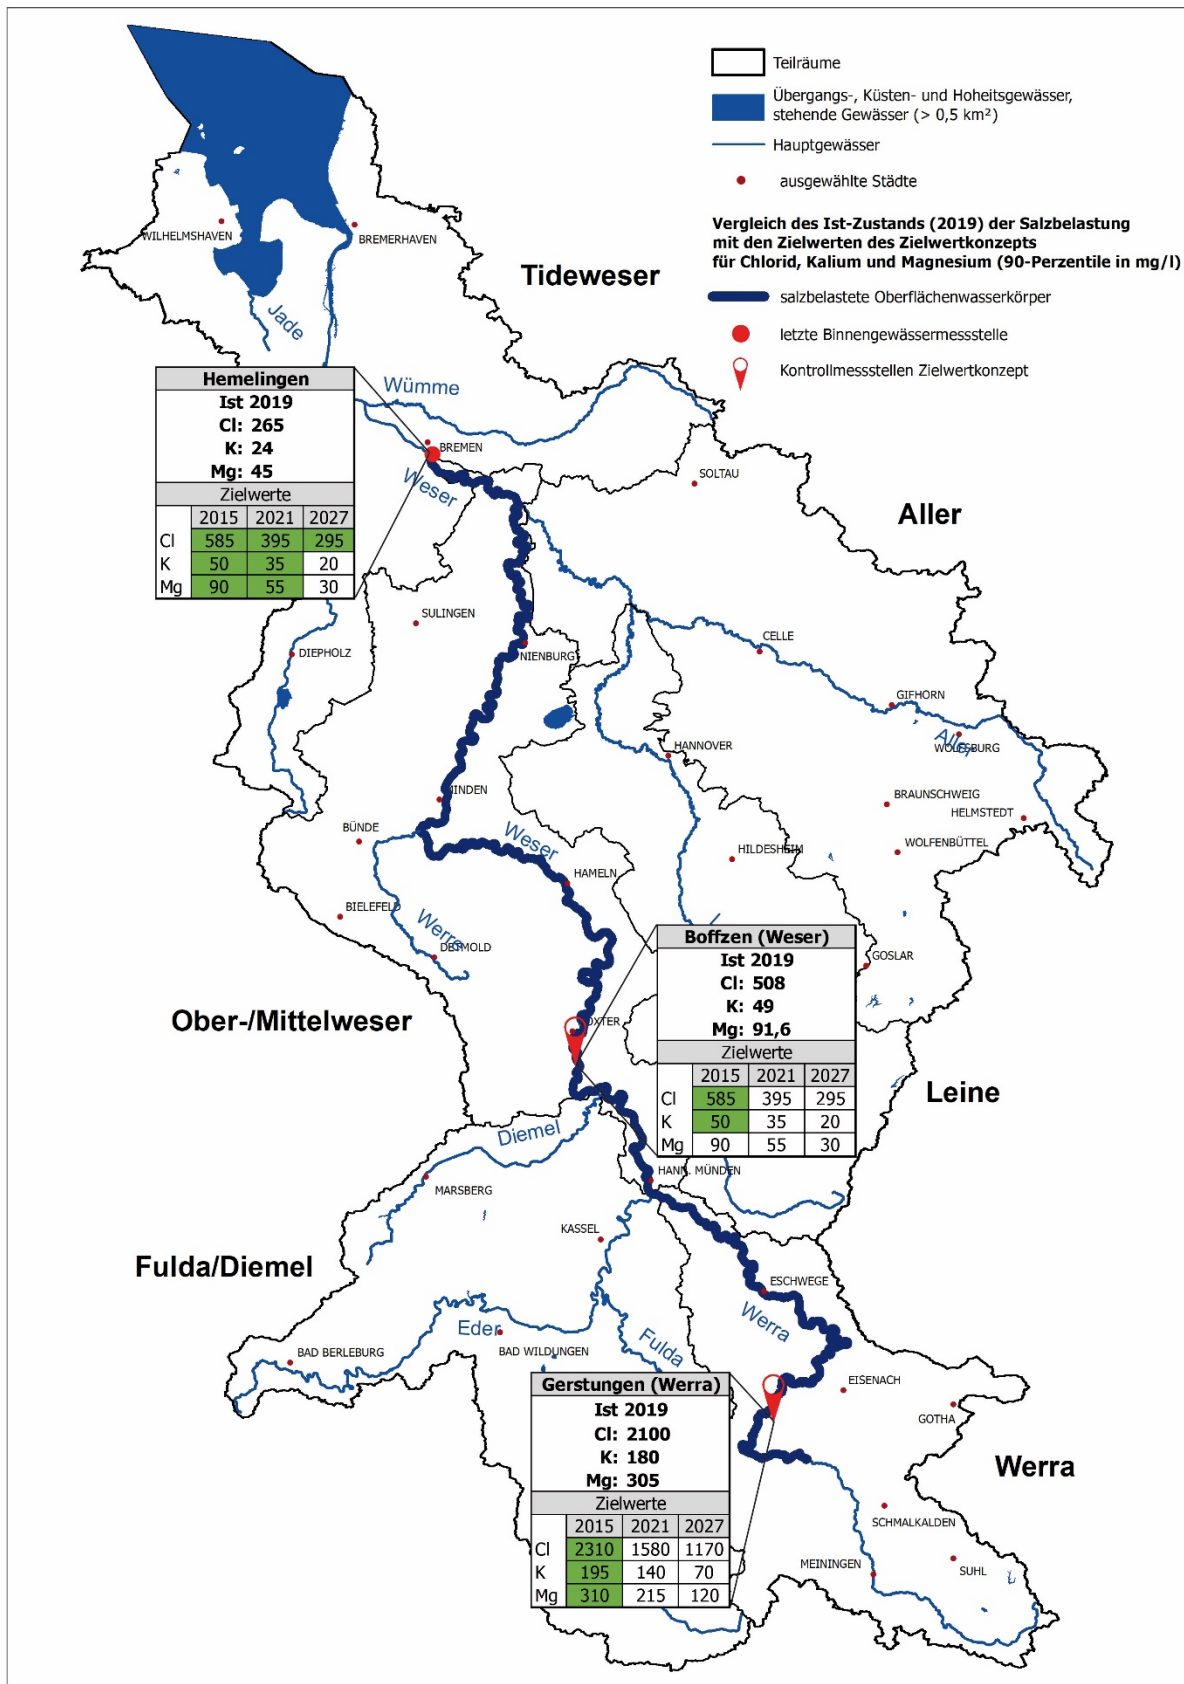 Teilräume
Übergangs-, Küsten- und Hoheitsgewässer,
stehende Gewässer (> 0,5 km²)
Hauptgewässer
ausgewählte Städte
Vergleich des Ist-Zustands (2019) der Salzbelastung
mit den Zielwerten des Zielwertkonzepts
für Chlorid, Kalium und Magnesium (90-Perzentile in mg/l)
salzbelastete Oberflächenwasserkörper
letzte Binnengewässermessstelle
Kontrollmessstellen Zielwertkonzept
WILHELMSHAVEN
BREMERHAVEN
Tideweser
Jade
Hemelingen
Ist 2019
Cl: 265
K: 24
Mg: 45
Zielwerte
2015 2021 2027
Cl 585 395 295
K 50 35 20
Mg 90 55 30
Wümme
BREMEN
Weser
SOLTAU
Aller
SULINGEN
DIEPHOLZ
NIENBURG
CELLE
GIFHORN
Aller
WOLFSBURG
HANNOVER
MINDEN
BRAUNSCHWEIG
HELMSTEDT
BÜNDE
Weser
WOLFENBÜTTEL
HILDESHEIM
HAMELN
BIELEFELD
Werre
DETMOLD
GOSLAR
Boffzen (Weser)
Ist 2019
Cl: 508
K: 49
Mg: 91,6
Zielwerte
2015 2021 2027
Cl 585 395 295
K 50 35 20
Mg 90 55 30
Ober-/Mittelweser
ÖXTER
Leine
Diemel
MARSBERG
HANN. MÜNDEN
KASSEL
Fulda/Diemel
ESCHWEGE
Werra
Eder
Fulda
BAD BERLEBURG
BAD WILDUNGEN
EISENACH
GOTHA
Gerstungen (Werra)
Ist 2019
Cl: 2100
K: 180
Mg: 305
Zielwerte
2015 2021 2027
Cl 2310 1580 1170
K 195 140 70
Mg 310 215 120
Werra
SCHMALKALDEN
MEININGEN
SUHL